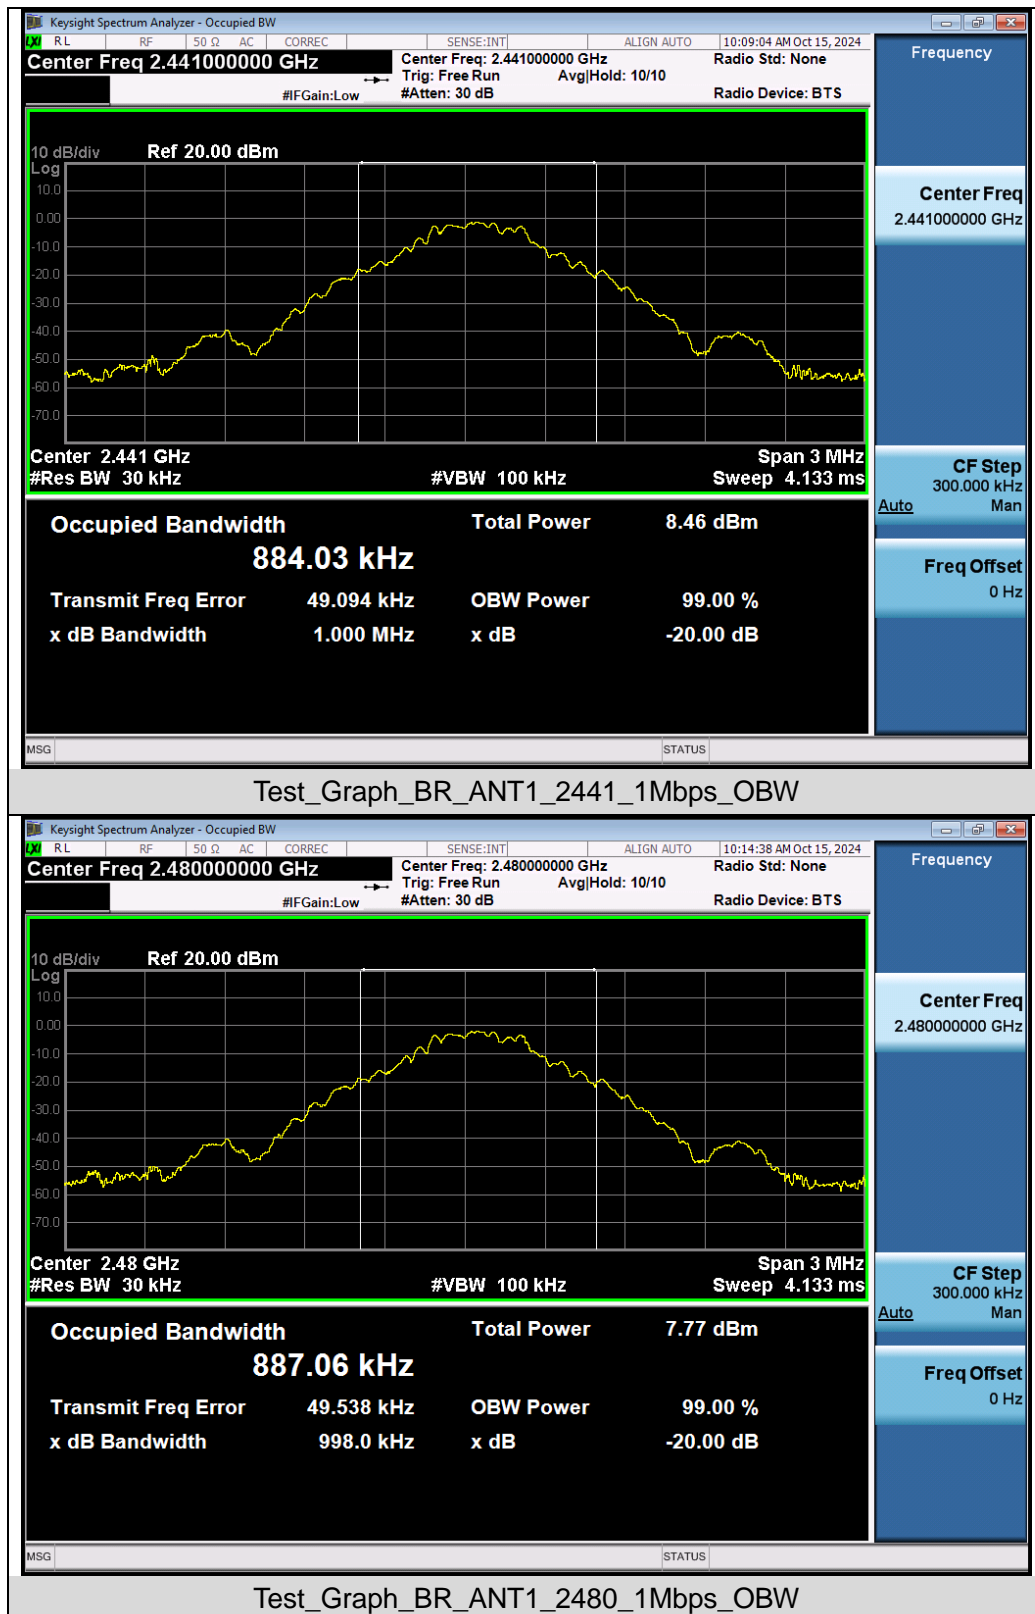 Keysight Spectrum Analyzer - Occupied BW
LXI RL RF 50 Ω AC CORREC SENSE:INT ALIGN AUTO 10:09:04 AM Oct 15, 2024
Center Freq 2.441000000 GHz
Center Freq: 2.441000000 GHz
Radio Std: None
Trig: Free Run Avg|Hold: 10/10
#IFGain:Low #Atten: 30 dB Radio Device: BTS
Frequency
10 dB/div Ref 20.00 dBm
Log
10.0
0.00
-10.0
-20.0
-30.0
-40.0
-50.0
-60.0
-70.0
Center 2.441 GHz Span 3 MHz
#Res BW 30 kHz #VBW 100 kHz Sweep 4.133 ms
Center Freq
2.441000000 GHz
CF Step
300.000 kHz
Auto Man
Freq Offset
0 Hz
Occupied Bandwidth Total Power 8.46 dBm
884.03 kHz
Transmit Freq Error 49.094 kHz OBW Power 99.00 %
x dB Bandwidth 1.000 MHz x dB -20.00 dB
MSG STATUS
Test_Graph_BR_ANT1_2441_1Mbps_OBW
Keysight Spectrum Analyzer - Occupied BW
LXI RL RF 50 Ω AC CORREC SENSE:INT ALIGN AUTO 10:14:38 AM Oct 15, 2024
Center Freq 2.480000000 GHz
Center Freq: 2.480000000 GHz
Radio Std: None
Trig: Free Run Avg|Hold: 10/10
#IFGain:Low #Atten: 30 dB Radio Device: BTS
Frequency
10 dB/div Ref 20.00 dBm
Log
10.0
0.00
-10.0
-20.0
-30.0
-40.0
-50.0
-60.0
-70.0
Center 2.48 GHz Span 3 MHz
#Res BW 30 kHz #VBW 100 kHz Sweep 4.133 ms
Center Freq
2.480000000 GHz
CF Step
300.000 kHz
Auto Man
Freq Offset
0 Hz
Occupied Bandwidth Total Power 7.77 dBm
887.06 kHz
Transmit Freq Error 49.538 kHz OBW Power 99.00 %
x dB Bandwidth 998.0 kHz x dB -20.00 dB
MSG STATUS
Test_Graph_BR_ANT1_2480_1Mbps_OBW